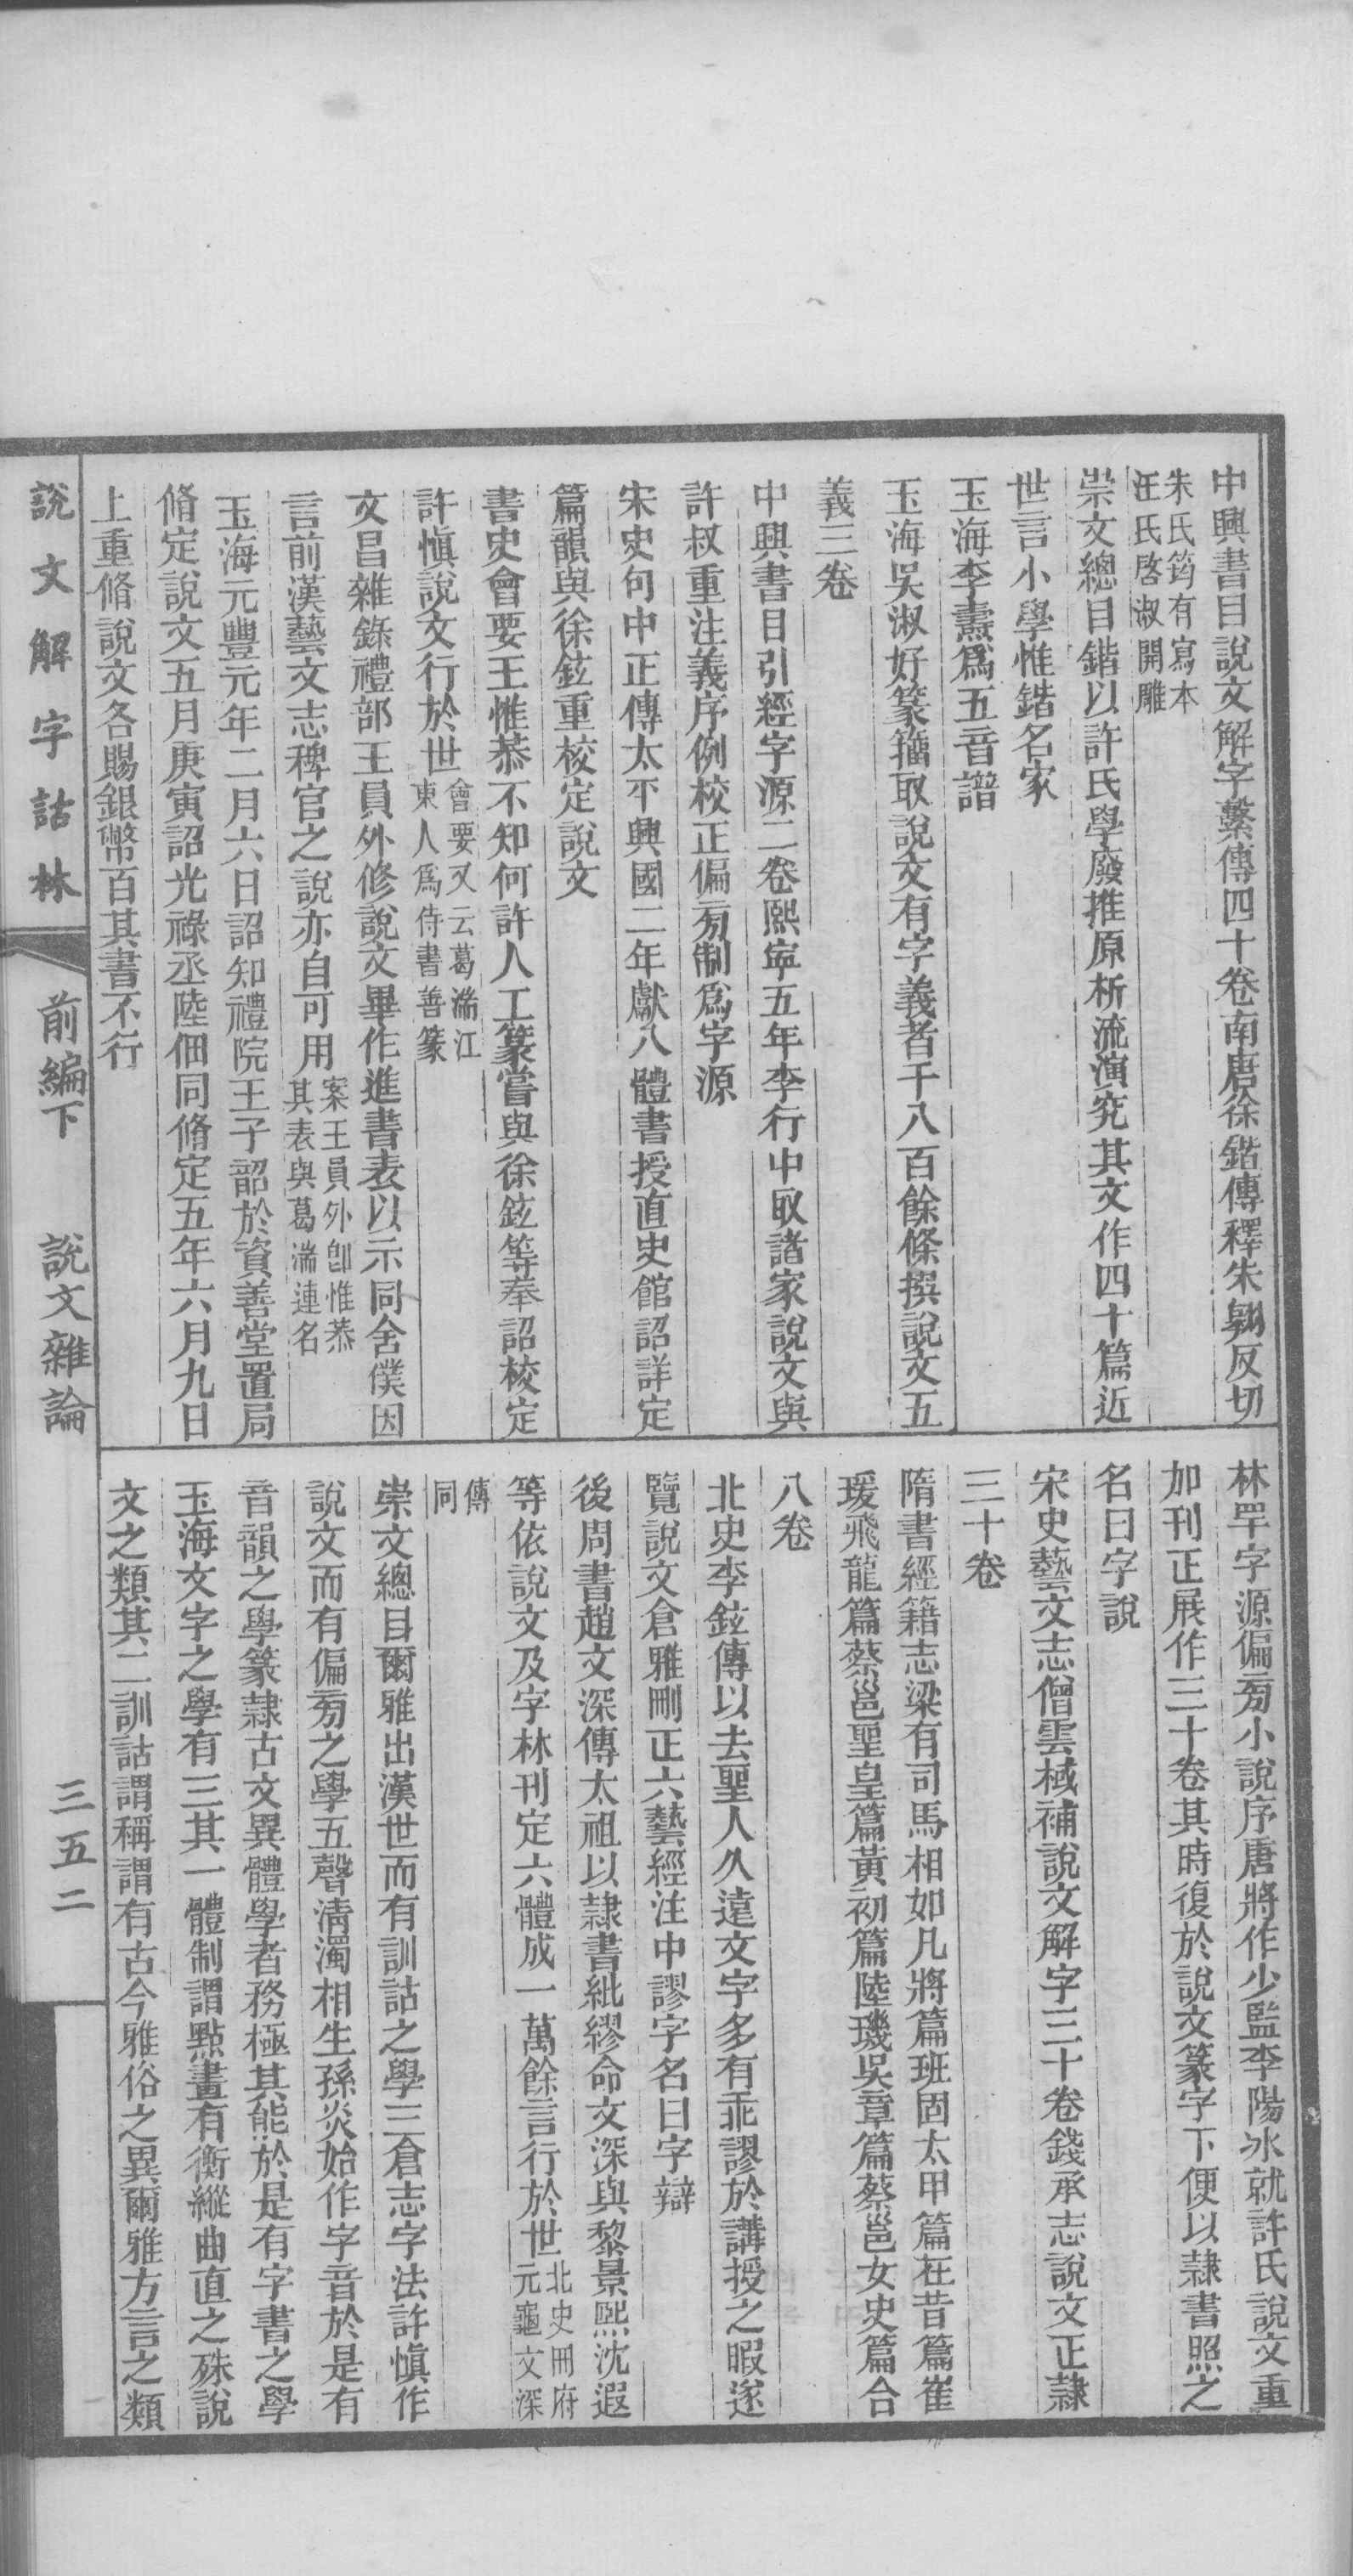 中興書目說文解字繫傳四十卷南唐徐鍇傳釋朱翺反切
朱氏筠有寫本
汪氏啓淑開雕
崇文總目鍇以許氏學廢推原析流演究其文作四十篇近
世言小學惟鍇名家
玉海李燾爲五音譜
玉海吳淑好篆籀取說文有字義者千八百餘條撰說文五
義三卷
中興書目引經字源二卷熙寧五年李行中取諸家說文與
許叔重注義序例校正偏旁制爲字源
宋史句中正傳太平興國二年獻八體書授直史館詔詳定
篇韻與徐鉉重校定說文
書史會要王惟恭不知何許人工篆嘗與徐鉉等奉詔校定
許愼說文行於世會要又云葛湍江
東人爲侍書善篆
文昌雜錄禮部王員外修說文畢作進書表以示同舍僕因
言前漢藝文志稗官之說亦自可用案王員外卽惟恭
其表與葛湍連名
玉海元豐元年二月六日詔知禮院王子韶於資善堂置局
脩定說文五月庚寅詔光祿丞陸佃同脩定五年六月九日
上重脩說文各賜銀幣百其書不行
林罕字源偏旁小說序唐將作少監李陽冰就許氏說文重
加刊正展作三十卷其時復於說文篆字下便以隷書照之
名曰字說
宋史藝文志僧雲棫補說文解字三十卷錢承志說文正隷
三十卷
隋書經籍志梁有司馬相如凡將篇班固太甲篇在昔篇崔
瑗飛龍篇蔡邕聖皇篇黃初篇陸璣吳章篇蔡邕女史篇合
八卷
北史李鉉傳以去聖人久遠文字多有乖謬於講授之暇遂
覽說文倉雅刪正六藝經注中謬字名曰字辯
後周書趙文深傳太祖以隷書紕繆命文深與黎景熙沈遐
等依說文及字林刊定六體成一萬餘言行於世北史冊府
元龜文深
傳
同
崇文總目爾雅出漢世而有訓詁之學三倉志字法許愼作
說文而有偏旁之學五聲淸濁相生孫炎始作字音於是有
音韻之學篆隷古文異體學者務極其能於是有字書之學
玉海文字之學有三其一體制謂點畫有衡縱曲直之殊說
文之類其二訓詁謂稱謂有古今雅俗之異爾雅方言之類
說文解字詁林
前編下
說文雜論
三五二